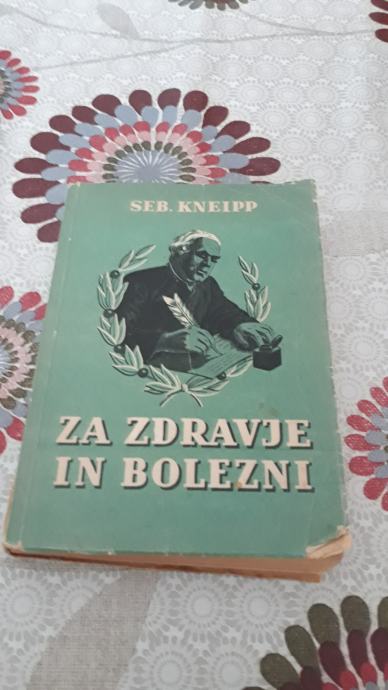 SEB. KNEIPP
ZA ZDRAVJE
IN BOLEZNI